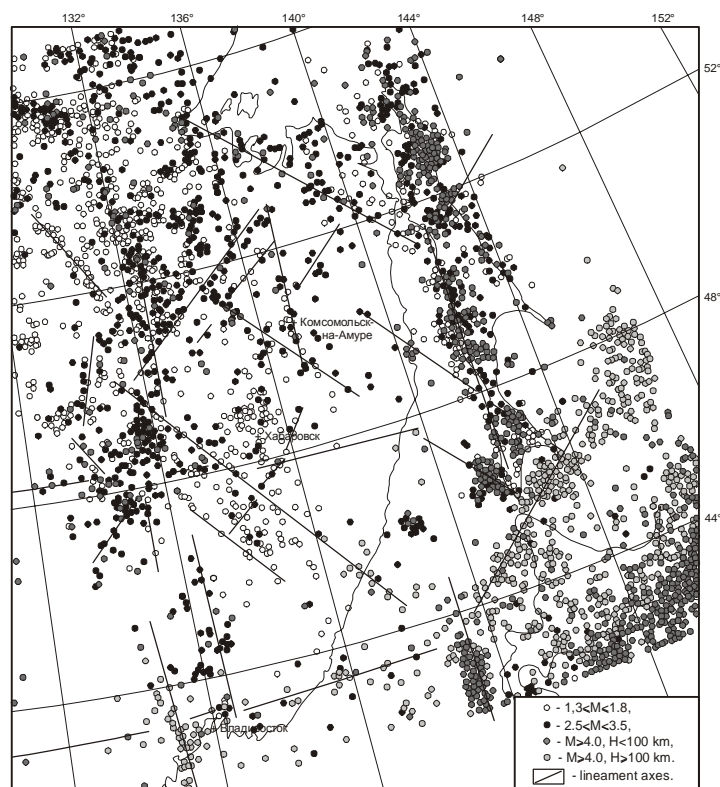 132° 136° 140° 144° 148° 152°
52°
48°
Комсомольск-
на-Амуре
Хабаровск
44°
Владивосток
- 1,3<M<1.8,
- 2.5<M<3.5,
- M⩾4.0, H<100 km,
- M⩾4.0, H⩾100 km.
- lineament axes.